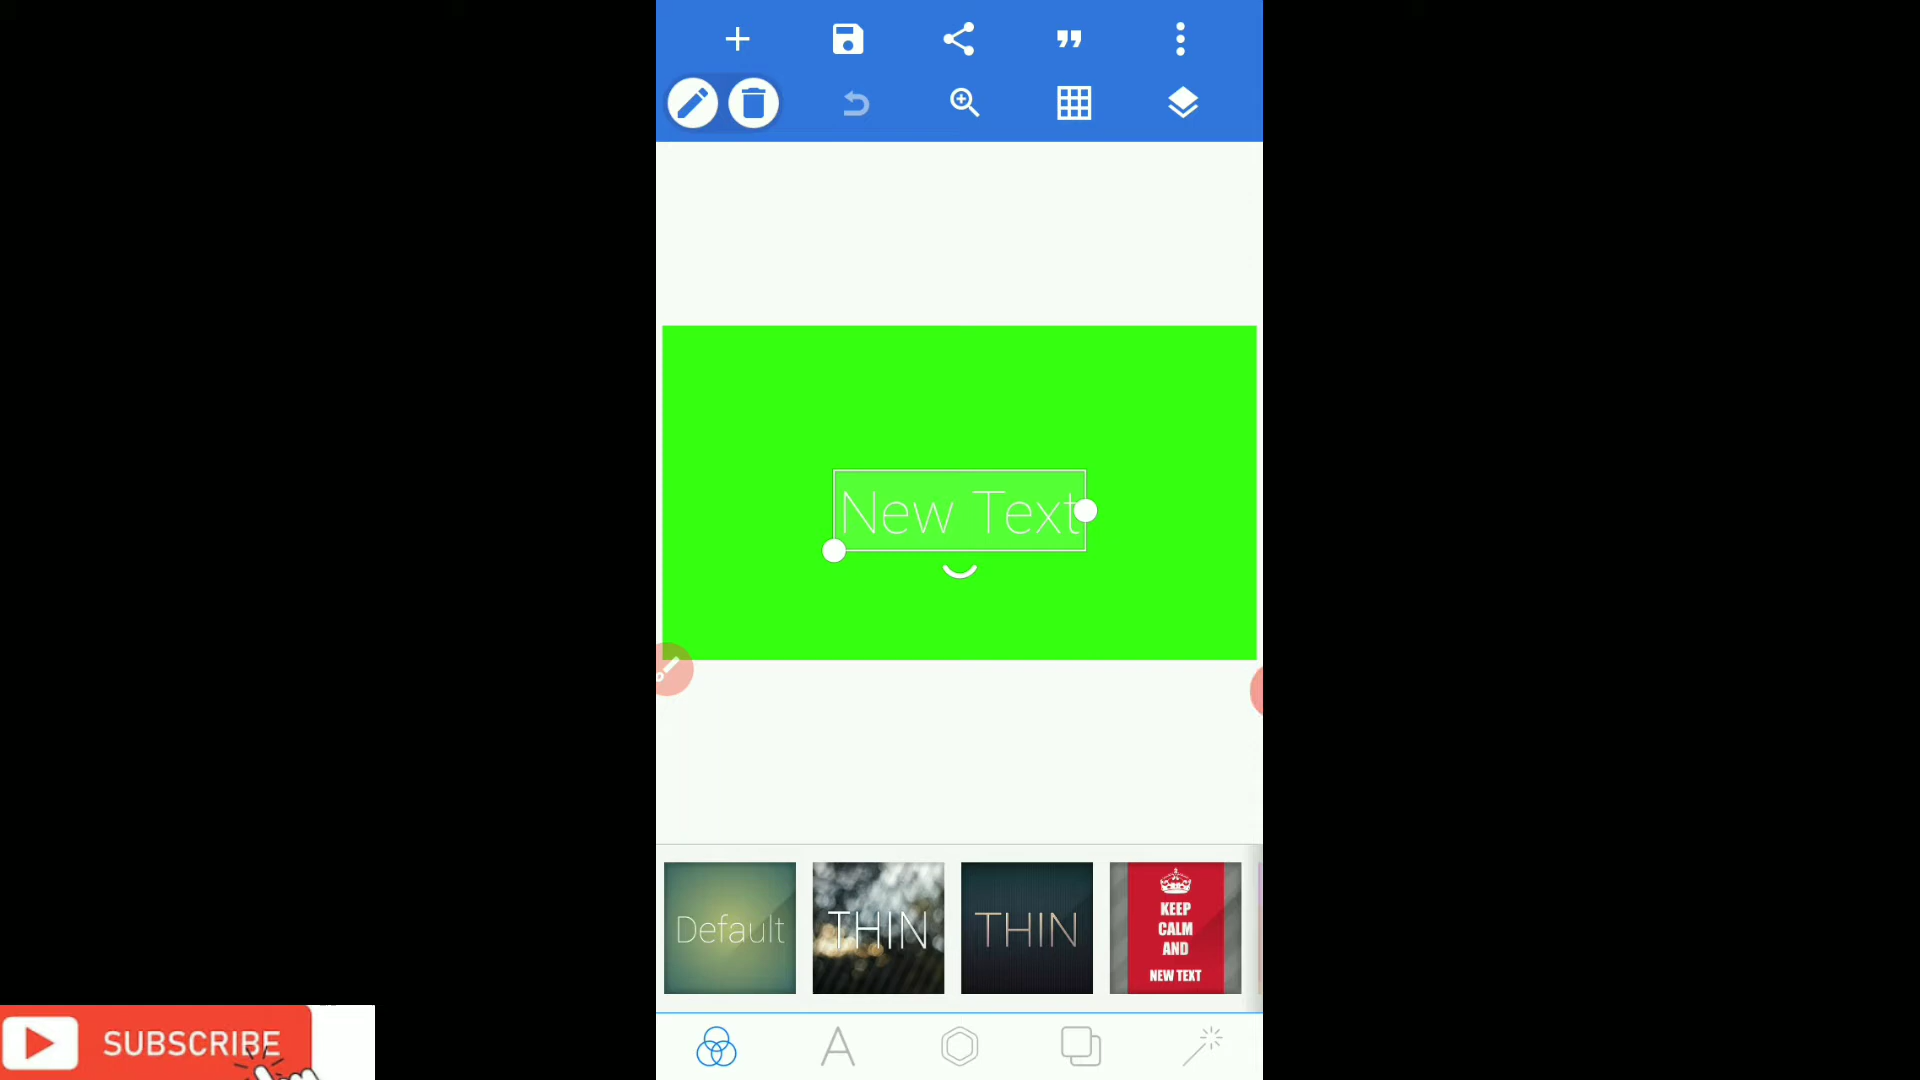 New Text
Default
THIN
THIN
KEEP
CALM
AND
NEW TEXT
SUBSCRIBE